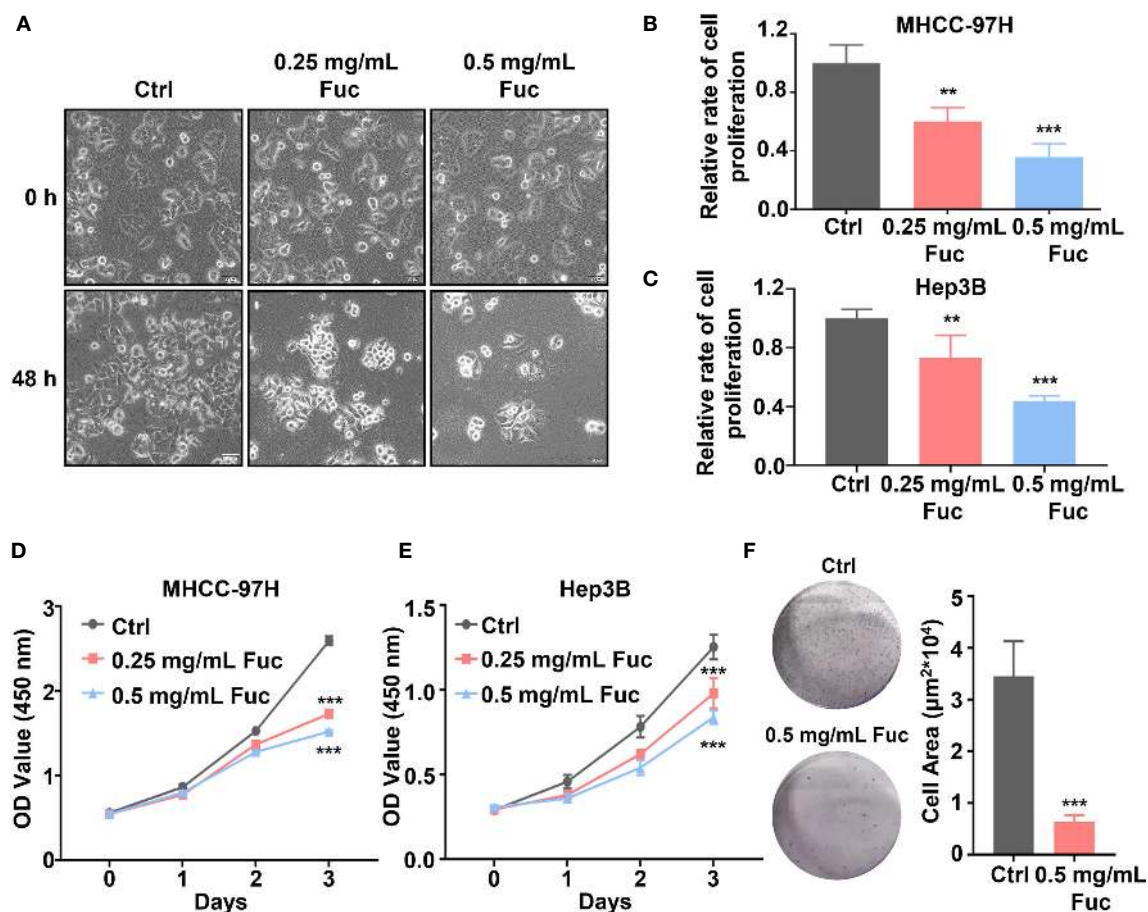 A
Ctrl
0.25 mg/mL
Fuc
0.5 mg/mL
Fuc
0 h
48 h
B
MHCC-97H
Relative rate of cell
proliferation
1.2
0.8
0.4
0.0
**
***
Ctrl
0.25 mg/mL
Fuc
0.5 mg/mL
Fuc
C
Hep3B
Relative rate of cell
proliferation
1.2
0.8
0.4
0.0
**
***
Ctrl
0.25 mg/mL
Fuc
0.5 mg/mL
Fuc
D
MHCC-97H
OD Value (450 nm)
3
2
1
0
Ctrl
0.25 mg/mL Fuc
0.5 mg/mL Fuc
***
***
0 1 2 3
Days
E
Hep3B
OD Value (450 nm)
1.5
1.0
0.5
0.0
Ctrl
0.25 mg/mL Fuc
0.5 mg/mL Fuc
***
***
0 1 2 3
Days
F
Ctrl
0.5 mg/mL Fuc
Cell Area (μm²*10⁴)
5
4
3
2
1
0
***
Ctrl
0.5 mg/mL
Fuc